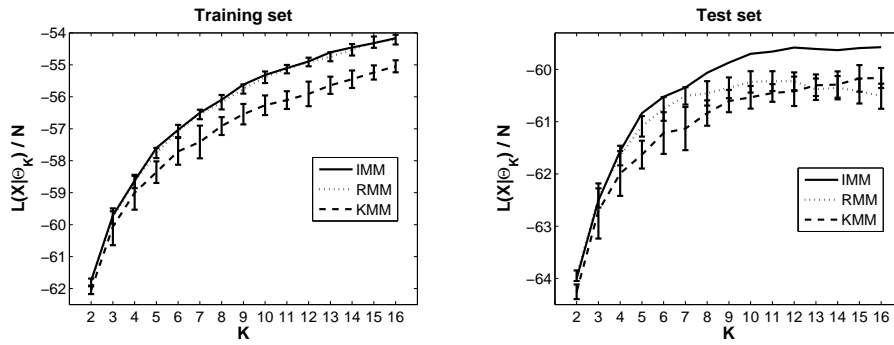 Training set
L(X|Θ_K) / N
-54
-55
-56
-57
-58
-59
-60
-61
-62
2 3 4 5 6 7 8 9 10 11 12 13 14 15 16
K
IMM
RMM
KMM
Test set
L(X|Θ_K) / N
-60
-61
-62
-63
-64
2 3 4 5 6 7 8 9 10 11 12 13 14 15 16
K
IMM
RMM
KMM